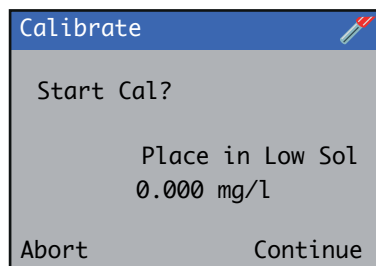 Calibrate
Start Cal?
Place in Low Sol
0.000 mg/l
Abort Continue